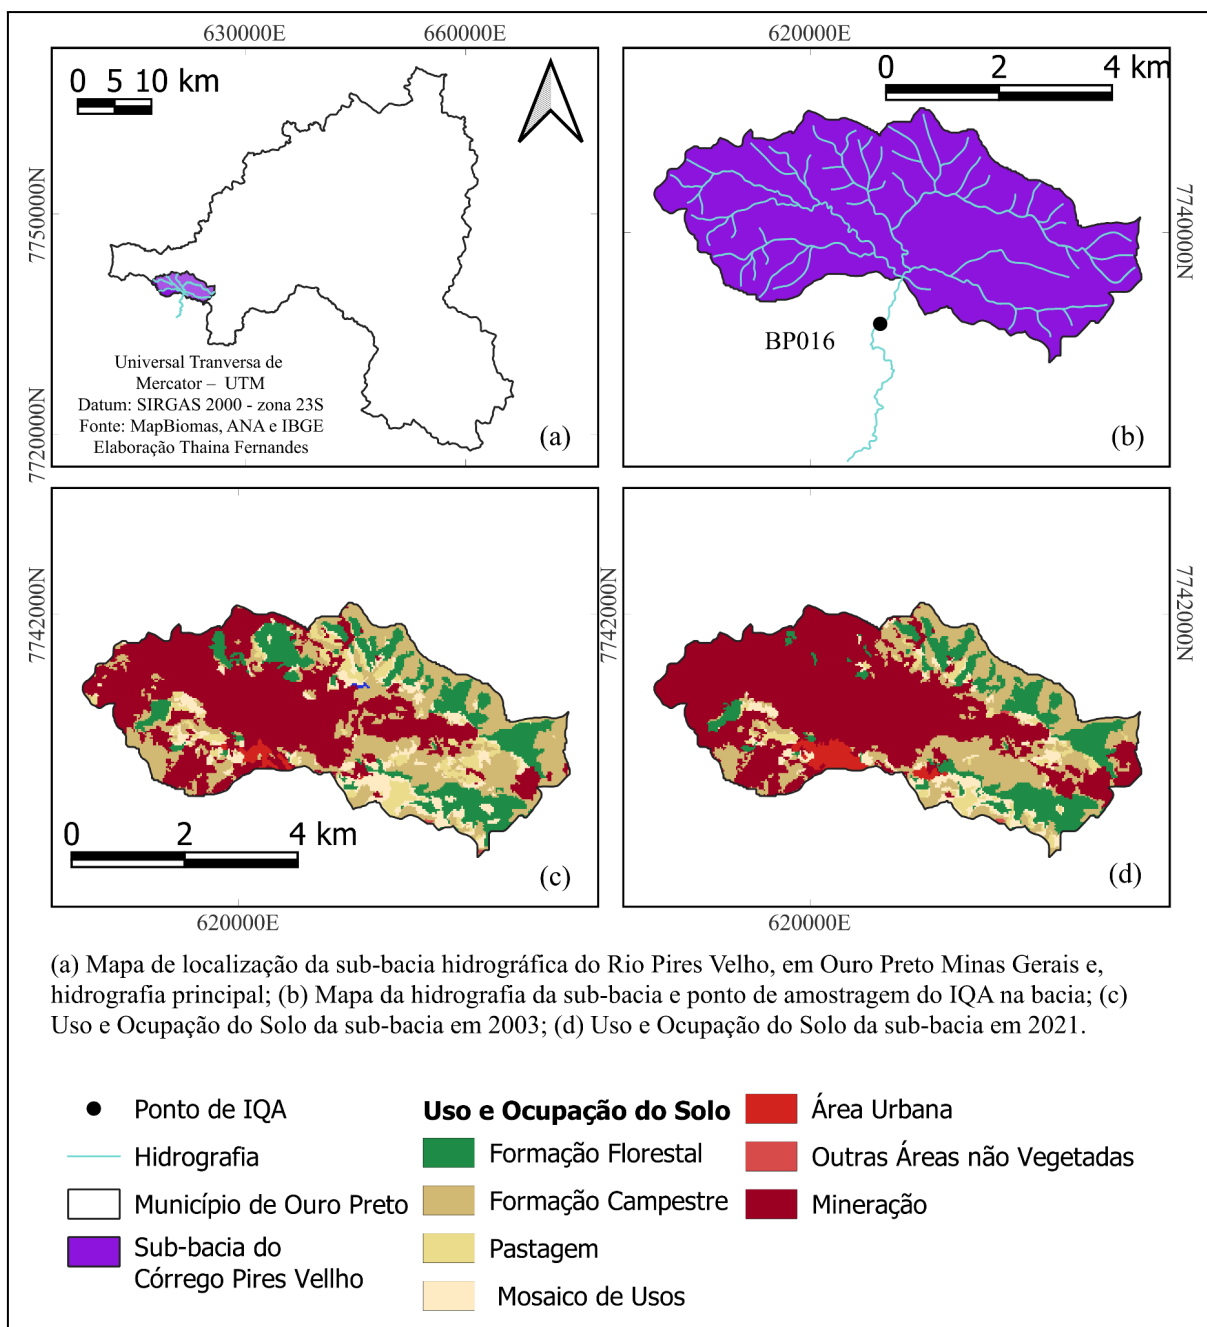 630000E
660000E
620000E
0 5 10 km
0 2 4 km
7750000N
7720000N
7740000N
BP016
Universal Tranversa de
Mercator – UTM
Datum: SIRGAS 2000 - zona 23S
Fonte: MapBiomas, ANA e IBGE
Elaboração Thaina Fernandes
(a)
(b)
7742000N
7742000N
7742000N
0 2 4 km
(c)
(d)
620000E
620000E
(a) Mapa de localização da sub-bacia hidrográfica do Rio Pires Velho, em Ouro Preto Minas Gerais e,
hidrografia principal; (b) Mapa da hidrografia da sub-bacia e ponto de amostragem do IQA na bacia; (c)
Uso e Ocupação do Solo da sub-bacia em 2003; (d) Uso e Ocupação do Solo da sub-bacia em 2021.
Ponto de IQA
Hidrografia
Município de Ouro Preto
Sub-bacia do
Córrego Pires Vellho
Uso e Ocupação do Solo
Formação Florestal
Formação Campestre
Pastagem
Mosaico de Usos
Área Urbana
Outras Áreas não Vegetadas
Mineração